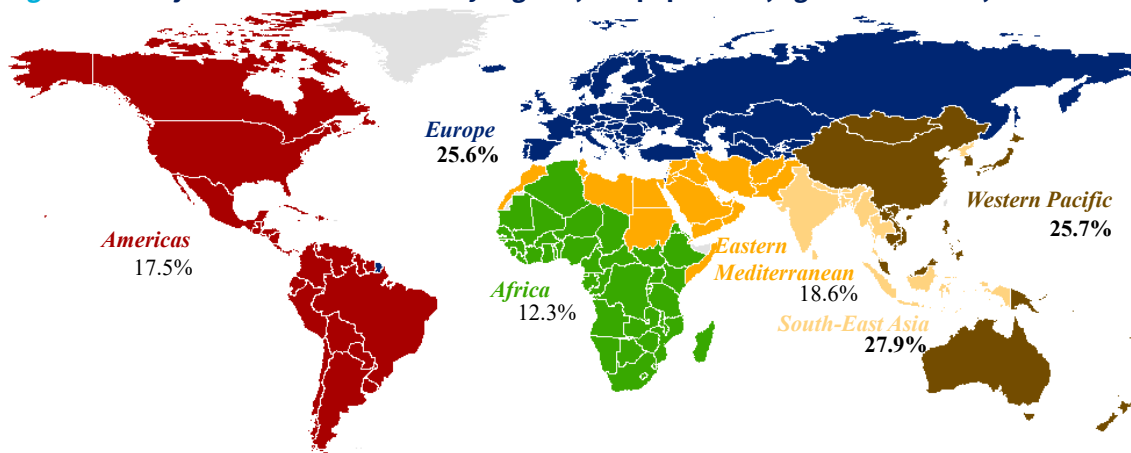 Europe
25.6%
Western Pacific
25.7%
Americas
17.5%
Eastern
Mediterranean
18.6%
Africa
12.3%
South-East Asia
27.9%